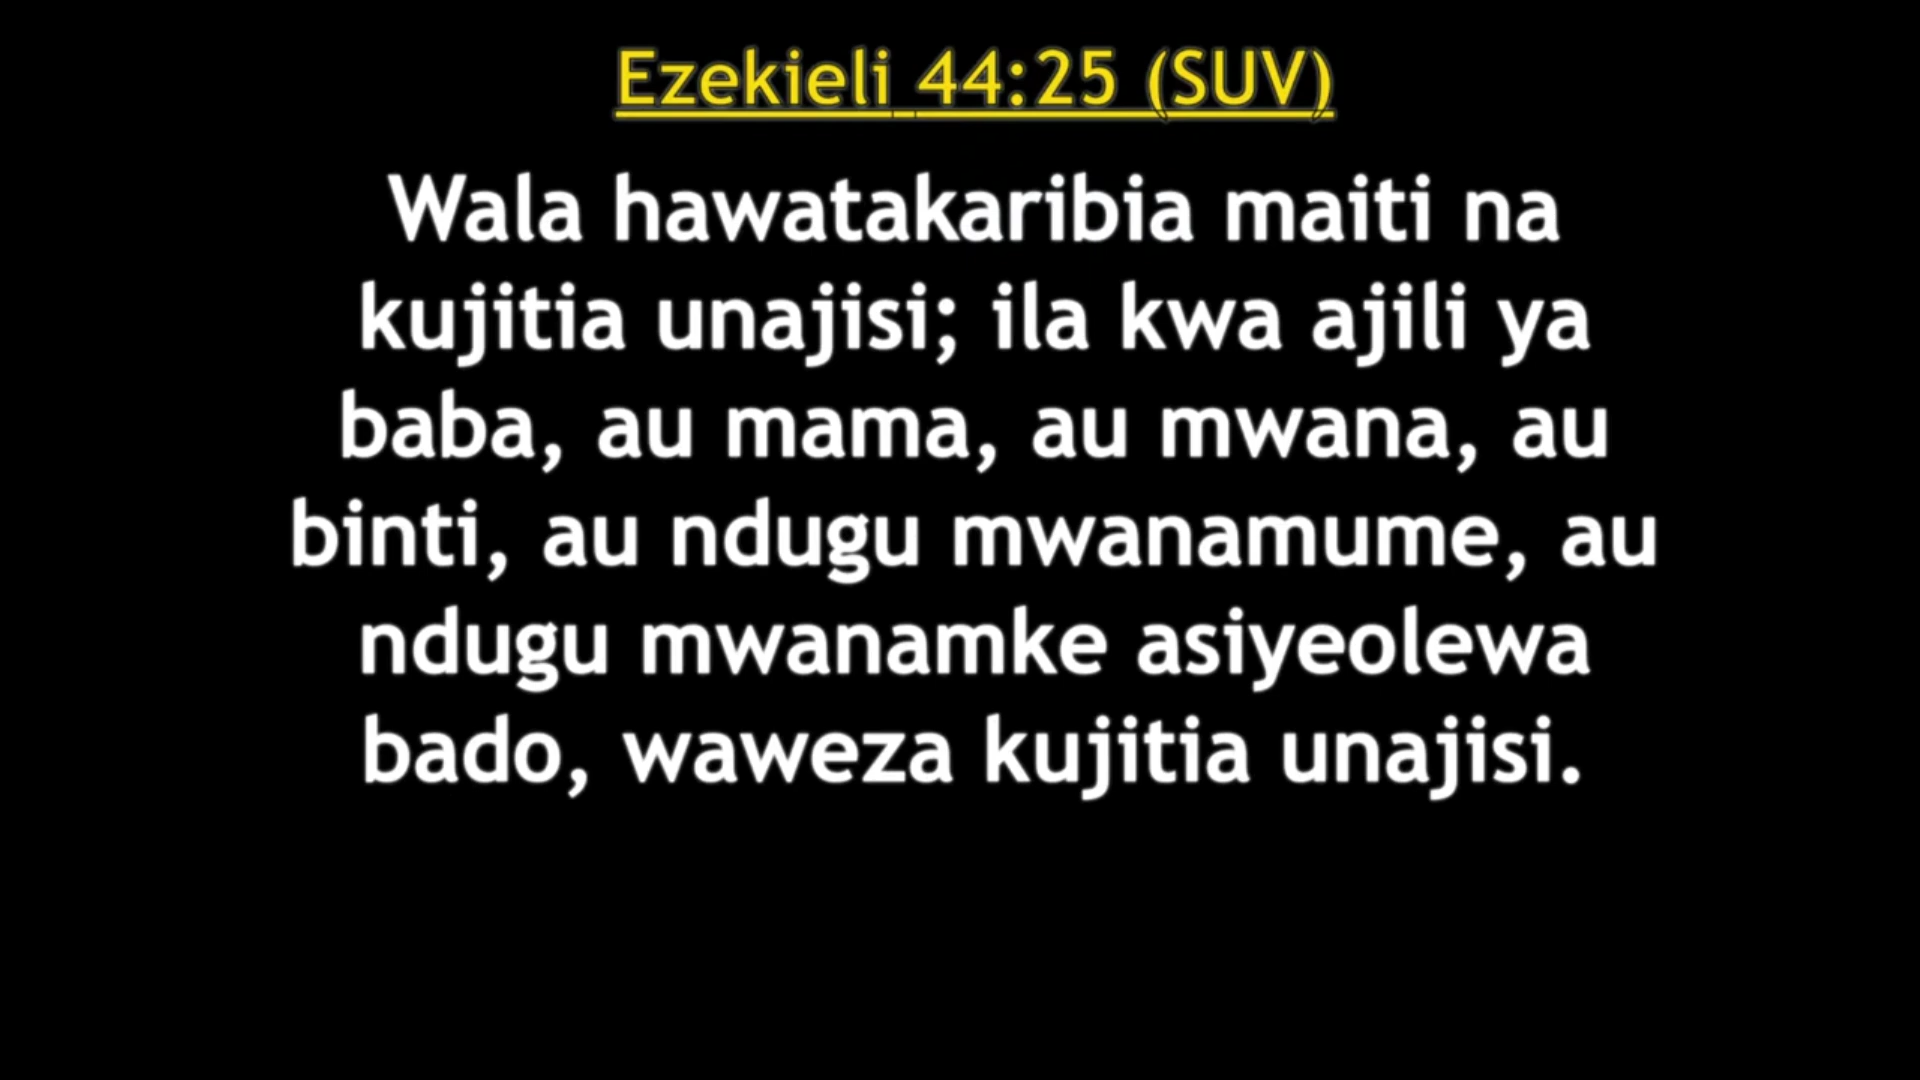 Ezekieli 44:25 (SUV)
Wala hawatakaribia maiti na
kujitia unajisi; ila kwa ajili ya
baba, au mama, au mwana, au
binti, au ndugu mwanamume, au
ndugu mwanamke asiyeolewa
bado, waweza kujitia unajisi.